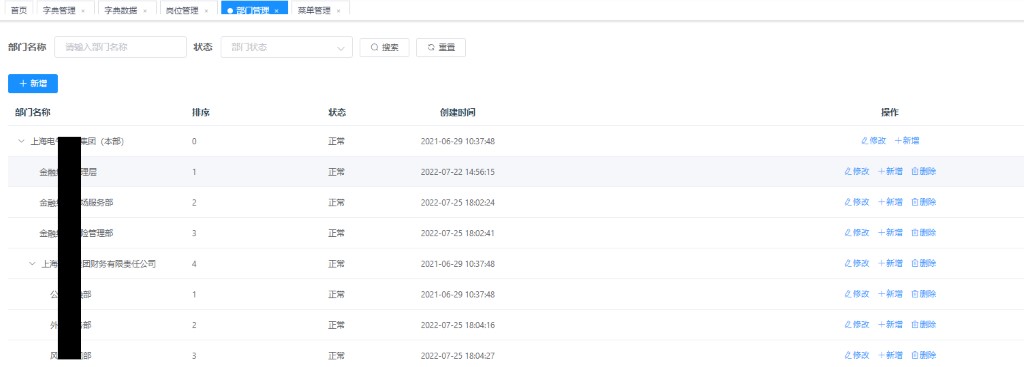 首页 字典管理 × 字典数据 × 岗位管理 × 部门管理 × 菜单管理 ×
部门名称 请输入部门名称 状态 部门状态 搜索 重置
+ 新增
部门名称 排序 状态 创建时间 操作
上海电 集团（本部） 0 正常 2021-06-29 10:37:48 修改 +新增
金融 理层 1 正常 2022-07-22 14:56:15 修改 +新增 删除
金融 场服务部 2 正常 2022-07-25 18:02:24 修改 +新增 删除
金融 险管理部 3 正常 2022-07-25 18:02:41 修改 +新增 删除
上海 团财务有限责任公司 4 正常 2021-06-29 10:37:48 修改 +新增 删除
公 部 1 正常 2021-06-29 10:37:48 修改 +新增 删除
外 部 2 正常 2022-07-25 18:04:16 修改 +新增 删除
风 部 3 正常 2022-07-25 18:04:27 修改 +新增 删除